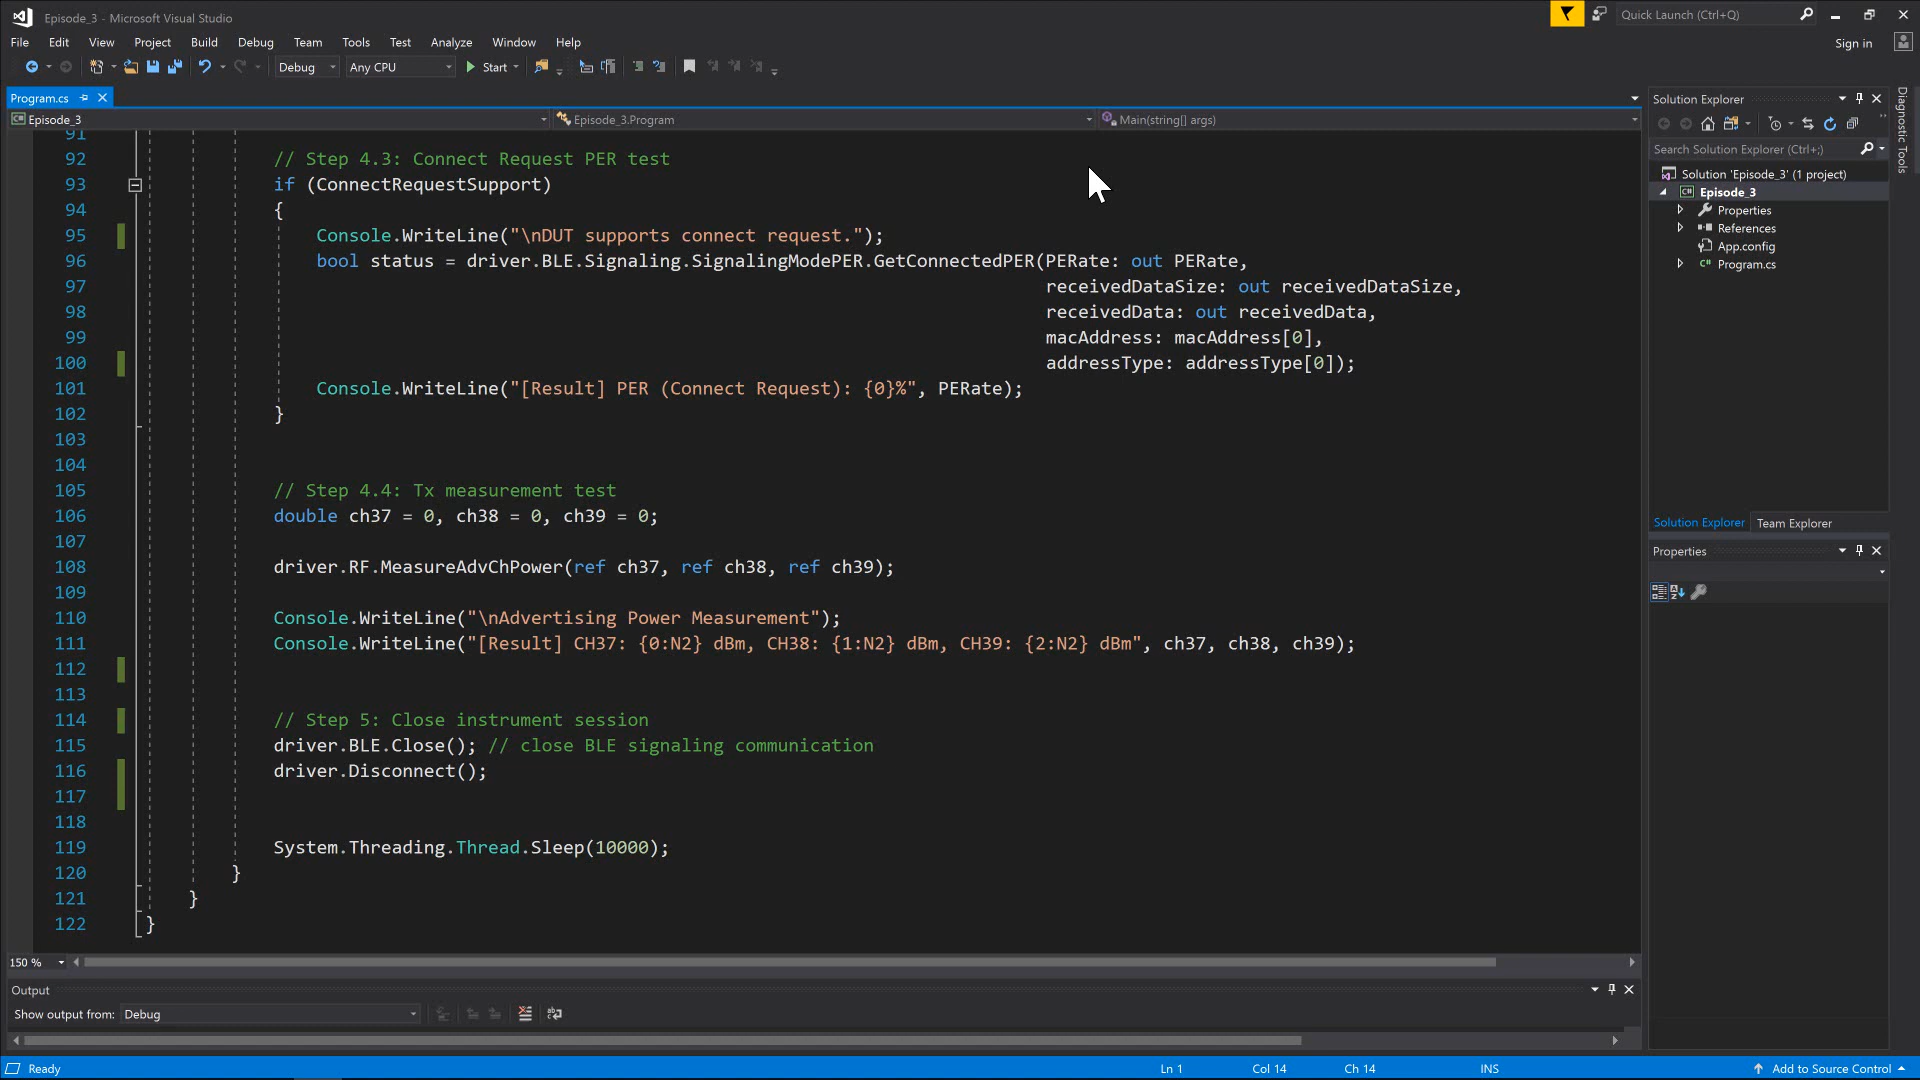 Episode_3 - Microsoft Visual Studio
Quick Launch (Ctrl+Q)
File Edit View Project Build Debug Team Tools Test Analyze Window Help
Sign in
Debug Any CPU Start
Program.cs
Episode_3 Episode_3.Program Main(string[] args)
91
92 // Step 4.3: Connect Request PER test
93 if (ConnectRequestSupport)
94 {
95 Console.WriteLine("\nDUT supports connect request.");
96 bool status = driver.BLE.Signaling.SignalingModePER.GetConnectedPER(PERate: out PERate,
97 receivedDataSize: out receivedDataSize,
98 receivedData: out receivedData,
99 macAddress: macAddress[0],
100 addressType: addressType[0]);
101 Console.WriteLine("[Result] PER (Connect Request): {0}%", PERate);
102 }
103
104
105 // Step 4.4: Tx measurement test
106 double ch37 = 0, ch38 = 0, ch39 = 0;
107
108 driver.RF.MeasureAdvChPower(ref ch37, ref ch38, ref ch39);
109
110 Console.WriteLine("\nAdvertising Power Measurement");
111 Console.WriteLine("[Result] CH37: {0:N2} dBm, CH38: {1:N2} dBm, CH39: {2:N2} dBm", ch37, ch38, ch39);
112
113
114 // Step 5: Close instrument session
115 driver.BLE.Close(); // close BLE signaling communication
116 driver.Disconnect();
117
118
119 System.Threading.Thread.Sleep(10000);
120 }
121 }
122 }
150 %
Output
Show output from: Debug
Solution Explorer
Search Solution Explorer (Ctrl+;)
Solution 'Episode_3' (1 project)
Episode_3
Properties
References
App.config
C# Program.cs
Solution Explorer Team Explorer
Properties
Diagnostic Tools
Ready Ln 1 Col 14 Ch 14 INS Add to Source Control